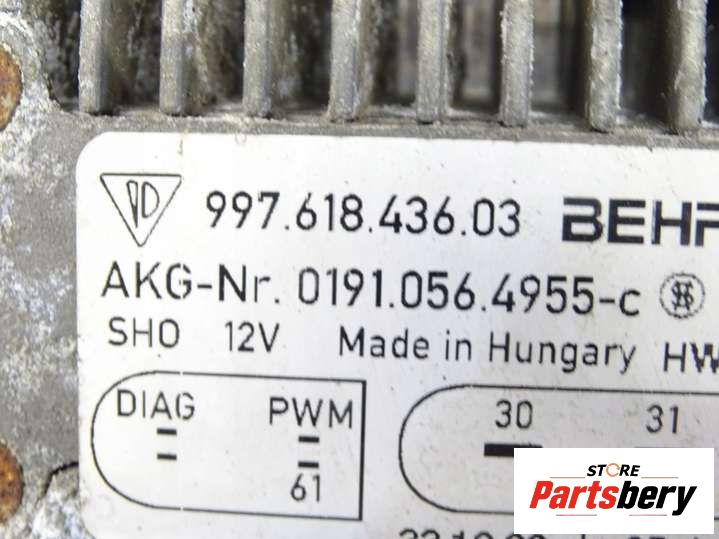 997.618.436.03
AKG-Nr. 0191.056.4955-c
SHO 12V Made in Hungary HW
DIAG PWM 30 31
61
STORE
Partsbery